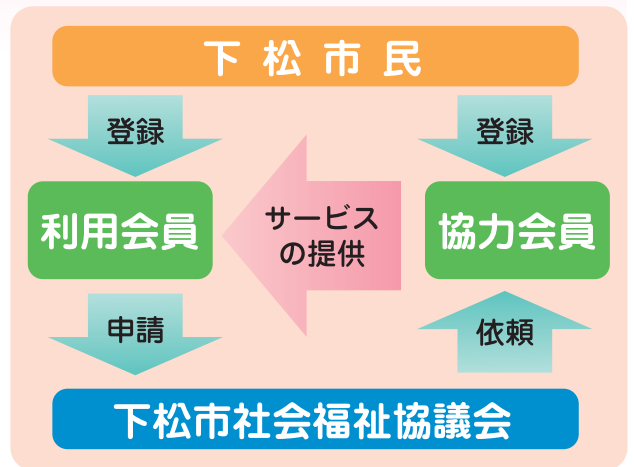 下松市民
登録
登録
利用会員
サービス
の提供
協力会員
申請
依頼
下松市社会福祉協議会